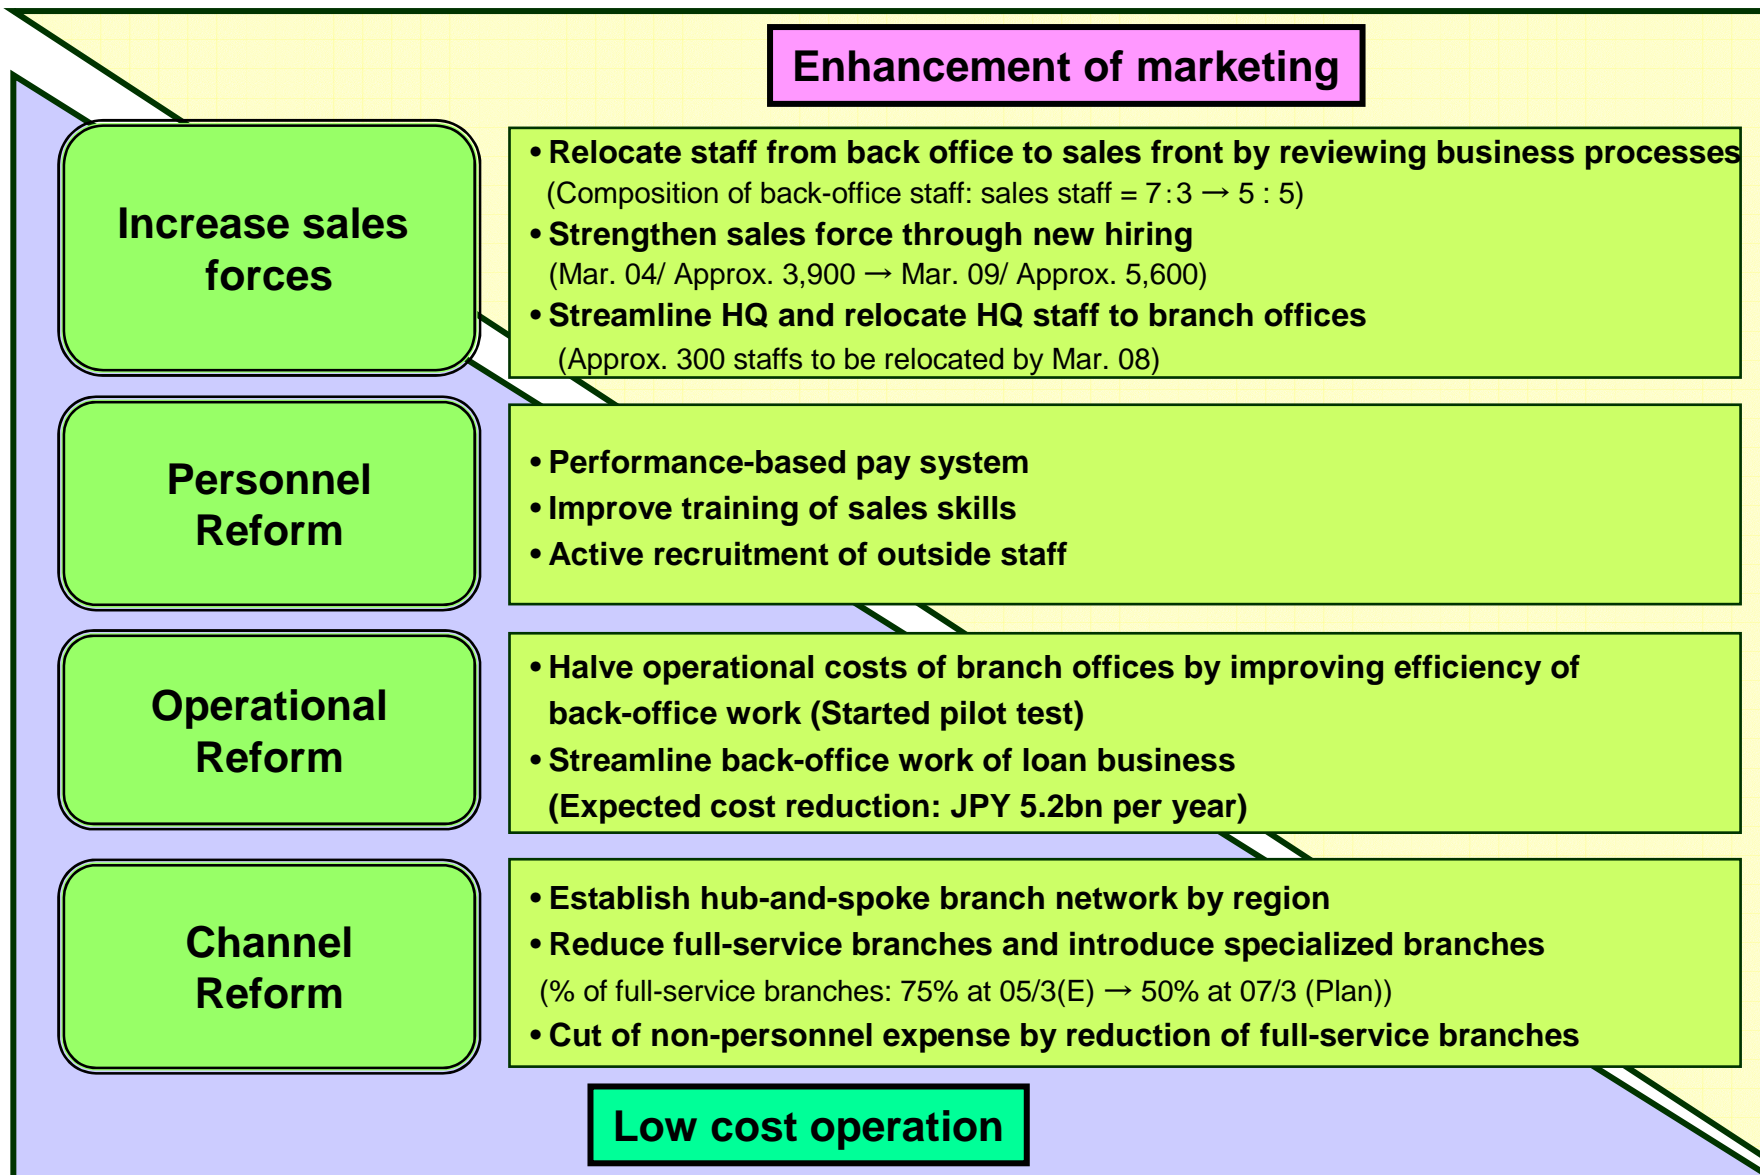 Enhancement of marketing
Increase sales
forces
• Relocate staff from back office to sales front by reviewing business processes
(Composition of back-office staff: sales staff = 7:3 → 5 : 5)
• Strengthen sales force through new hiring
(Mar. 04/ Approx. 3,900 → Mar. 09/ Approx. 5,600)
• Streamline HQ and relocate HQ staff to branch offices
(Approx. 300 staffs to be relocated by Mar. 08)
Personnel
Reform
• Performance-based pay system
• Improve training of sales skills
• Active recruitment of outside staff
Operational
Reform
• Halve operational costs of branch offices by improving efficiency of
back-office work (Started pilot test)
• Streamline back-office work of loan business
(Expected cost reduction: JPY 5.2bn per year)
Channel
Reform
• Establish hub-and-spoke branch network by region
• Reduce full-service branches and introduce specialized branches
(% of full-service branches: 75% at 05/3(E) → 50% at 07/3 (Plan))
• Cut of non-personnel expense by reduction of full-service branches
Low cost operation